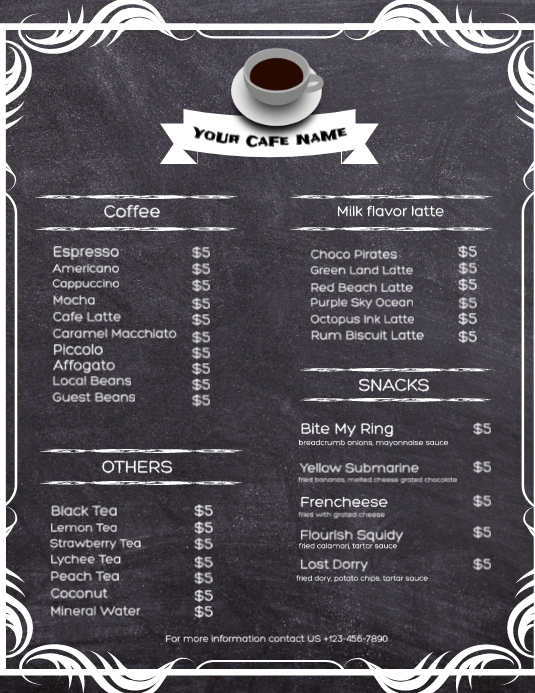 YOUR CAFE NAME
Coffee
Espresso $5
Americano $5
Cappuccino $5
Mocha $5
Cafe Latte $5
Caramel Macchiato $5
Piccolo $5
Affogato $5
Local Beans $5
Guest Beans $5
OTHERS
Black Tea $5
Lemon Tea $5
Strawberry Tea $5
Lychee Tea $5
Peach Tea $5
Coconut $5
Mineral Water $5
Milk flavor latte
Choco Pirates $5
Green Land Latte $5
Red Beach Latte $5
Purple Sky Ocean $5
Octopus Ink Latte $5
Rum Biscuit Latte $5
SNACKS
Bite My Ring $5
breadcrumb onions, mayonnaise sauce
Yellow Submarine $5
fried bananas, melted cheese grated chocolate
Frencheese $5
fried with grated cheese
Flourish Squidy $5
fried calamari, tartar sauce
Lost Dorry $5
fried dory, potato chips, tartar sauce
For more information contact US +123-456-7890